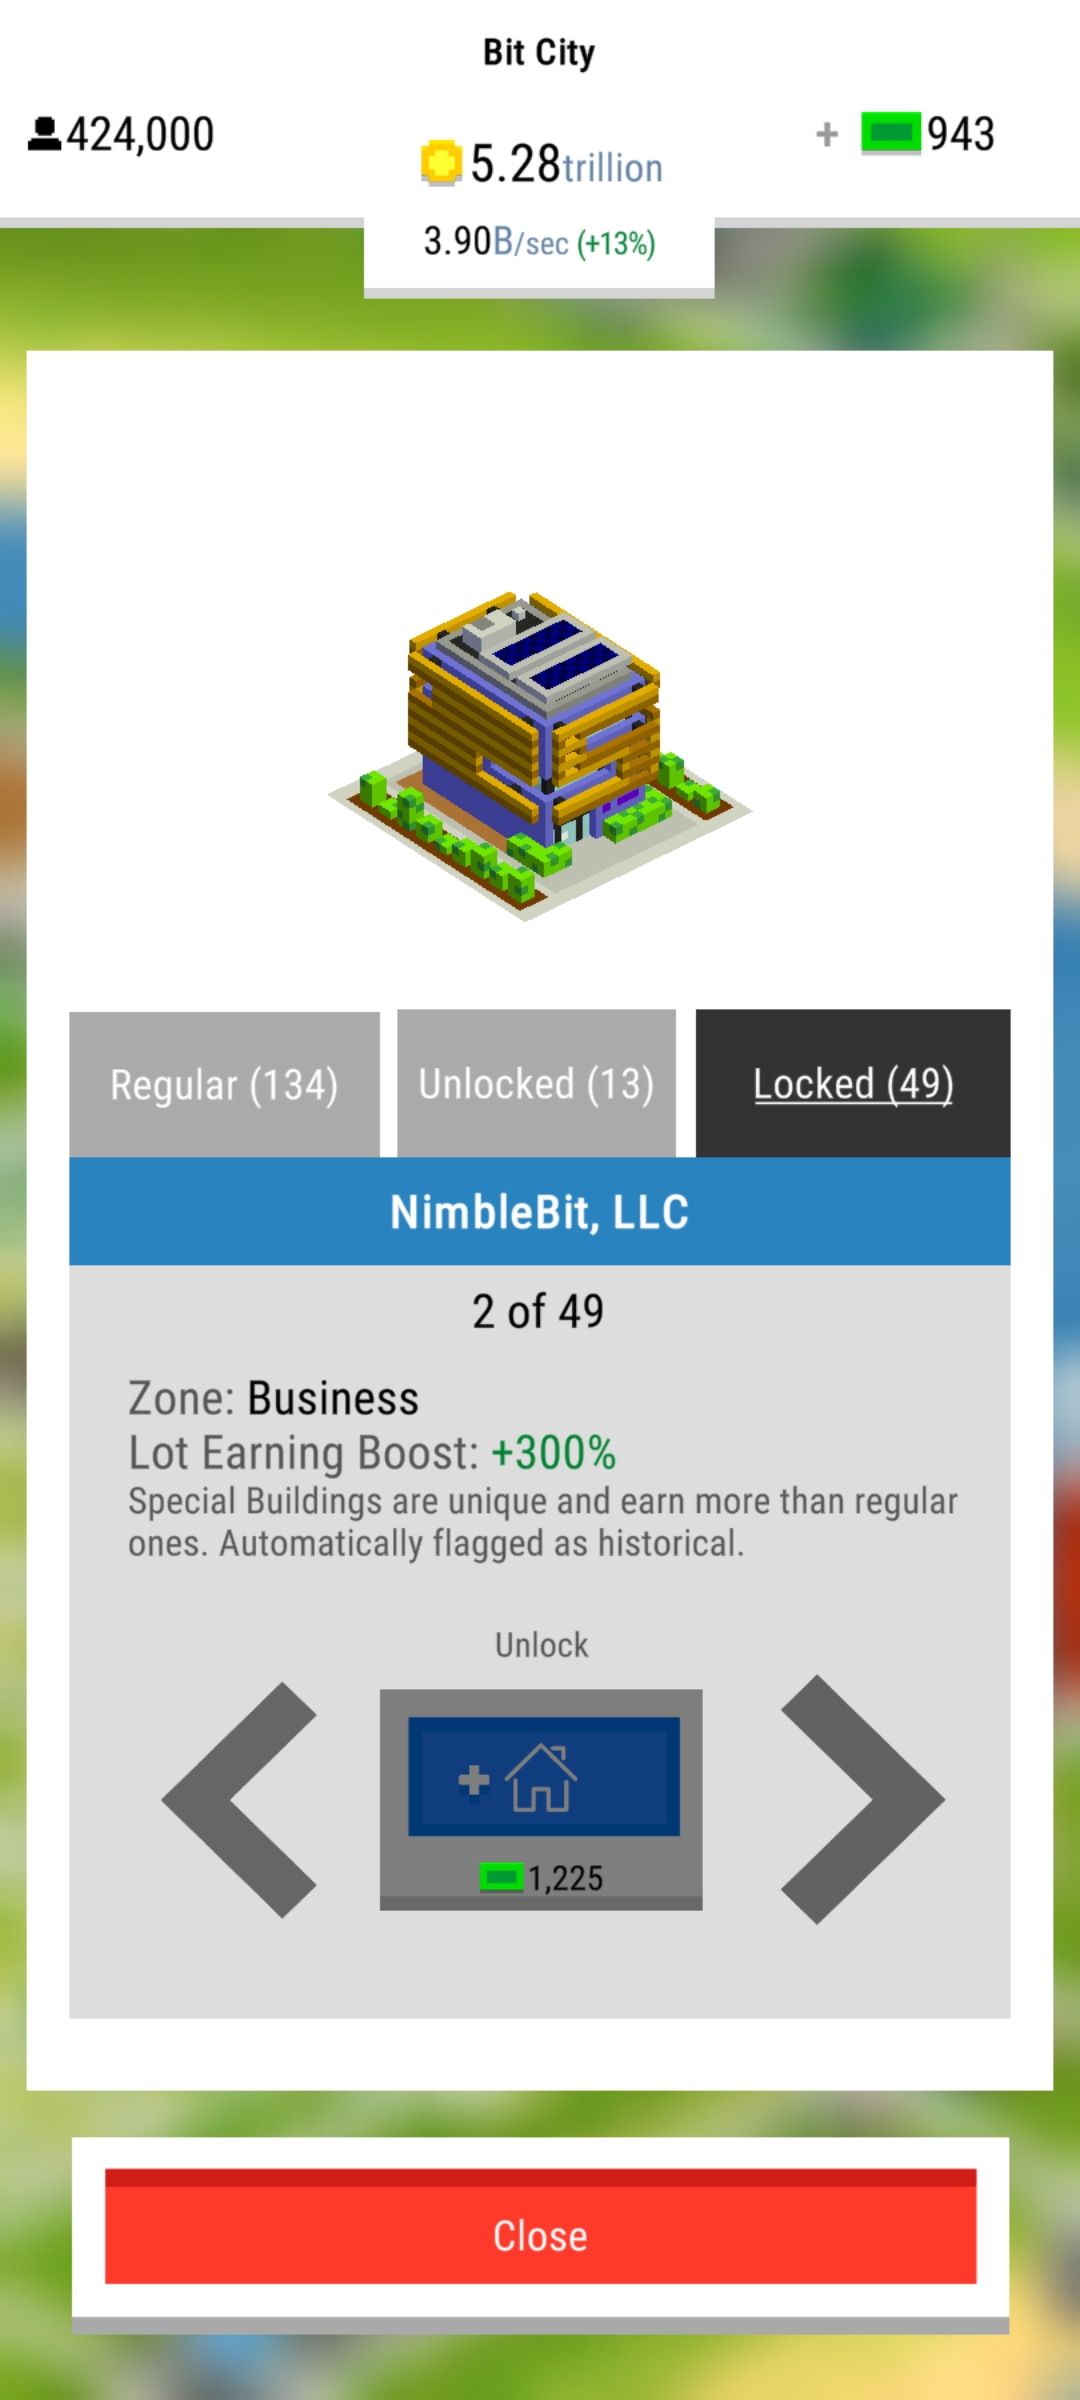 Bit City
424,000
5.28trillion
+ 943
3.90B/sec (+13%)
Regular (134)
Unlocked (13)
Locked (49)
NimbleBit, LLC
2 of 49
Zone: Business
Lot Earning Boost: +300%
Special Buildings are unique and earn more than regular
ones. Automatically flagged as historical.
Unlock
1,225
Close